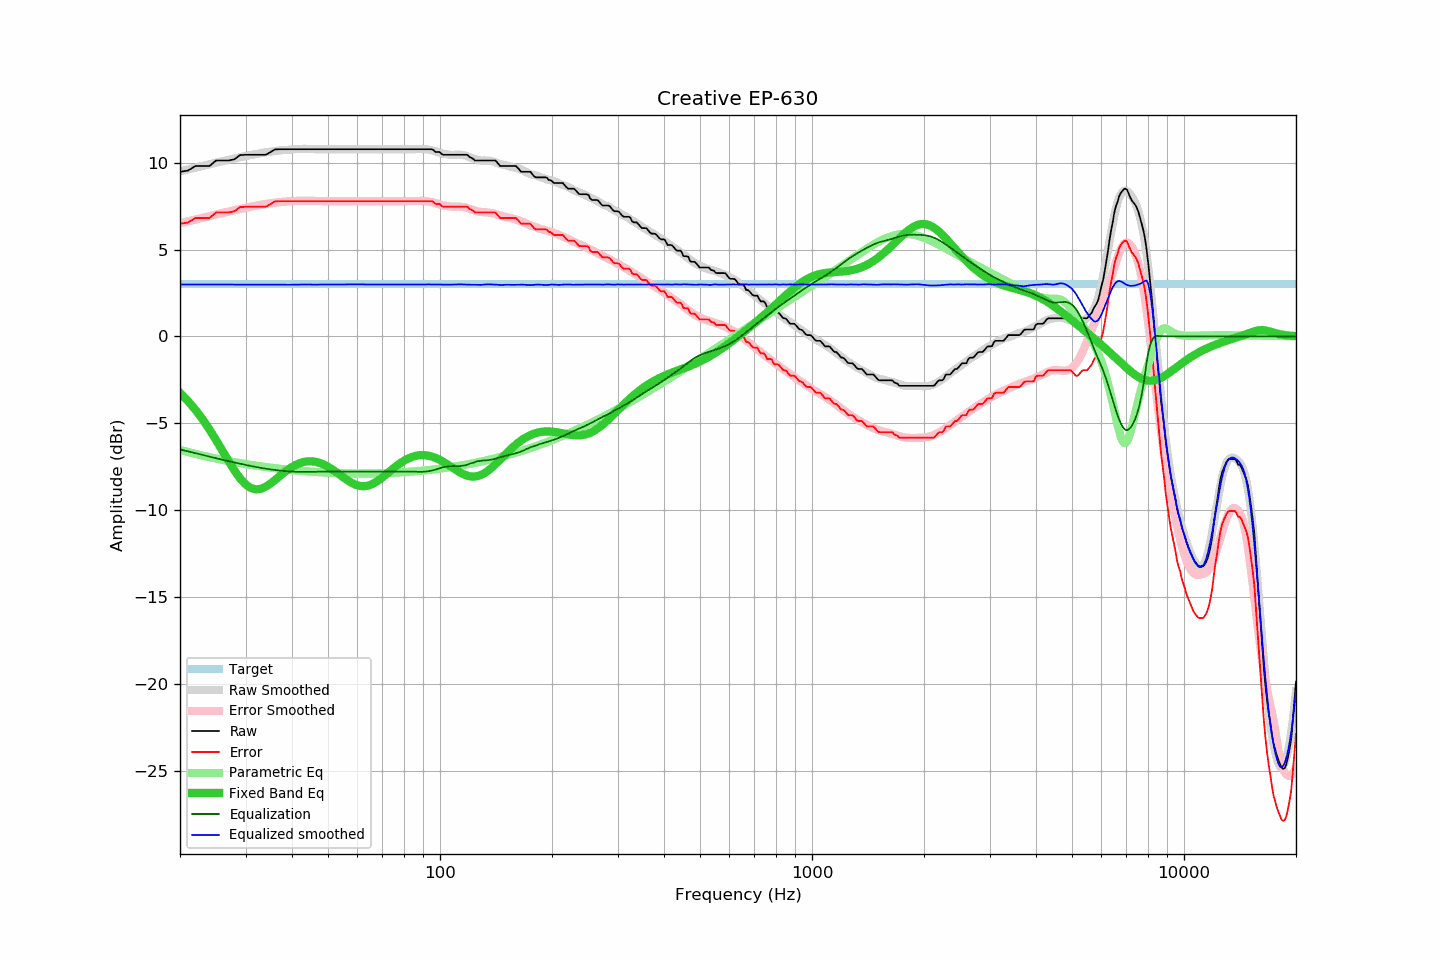 Creative EP-630
10
5
0
−5
−10
−15
−20
−25
Amplitude (dBr)
Target
Raw Smoothed
Error Smoothed
Raw
Error
Parametric Eq
Fixed Band Eq
Equalization
Equalized smoothed
100
1000
10000
Frequency (Hz)